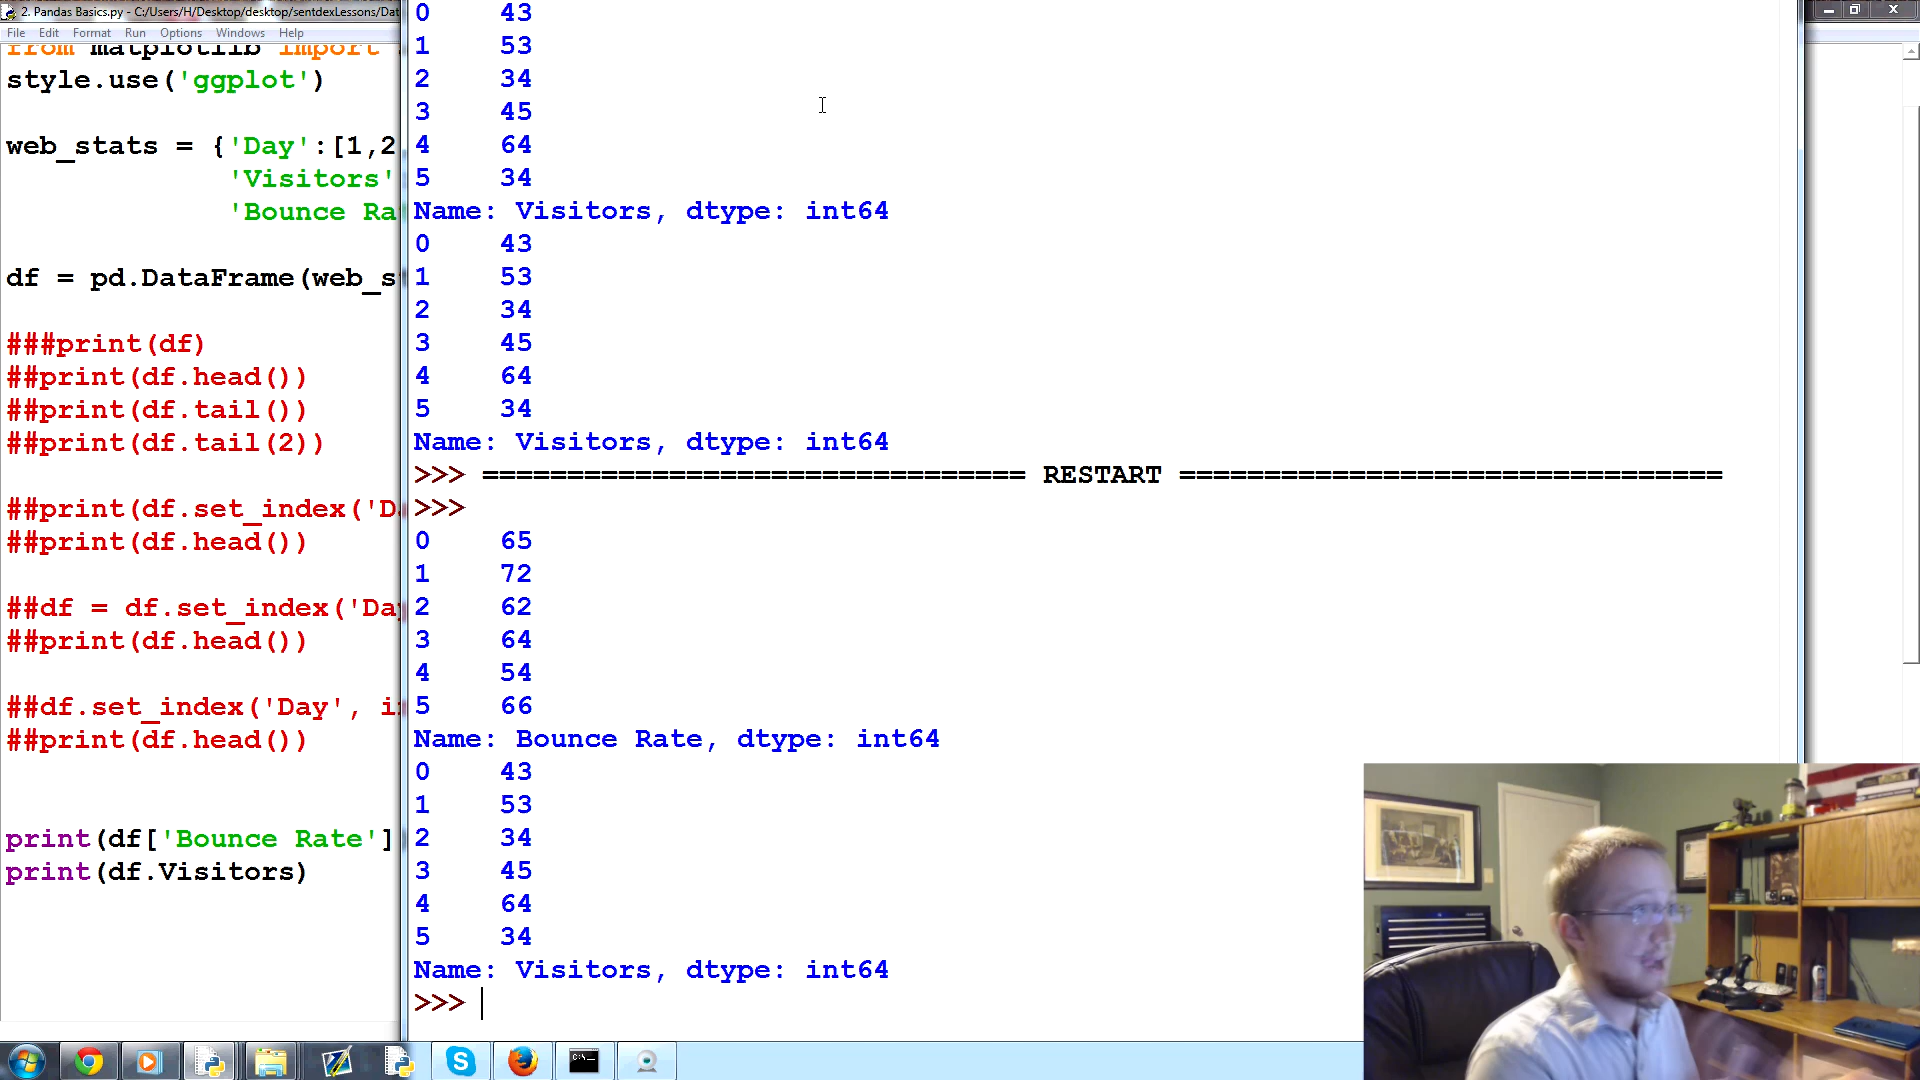 2. Pandas Basics.py - C:/Users/H/Desktop/desktop/sentdexLessons/Dat
File Edit Format Run Options Windows Help
from matplotlib import
style.use('ggplot')
web_stats = {'Day':[1,2
'Visitors'
'Bounce Ra
df = pd.DataFrame(web_s
###print(df)
##print(df.head())
##print(df.tail())
##print(df.tail(2))
##print(df.set_index('D
##print(df.head())
##df = df.set_index('Da
##print(df.head())
##df.set_index('Day', i
##print(df.head())
print(df['Bounce Rate']
print(df.Visitors)
0 43
1 53
2 34
3 45
4 64
5 34
Name: Visitors, dtype: int64
0 43
1 53
2 34
3 45
4 64
5 34
Name: Visitors, dtype: int64
>>> ================================ RESTART ================================
>>>
0 65
1 72
2 62
3 64
4 54
5 66
Name: Bounce Rate, dtype: int64
0 43
1 53
2 34
3 45
4 64
5 34
Name: Visitors, dtype: int64
>>>